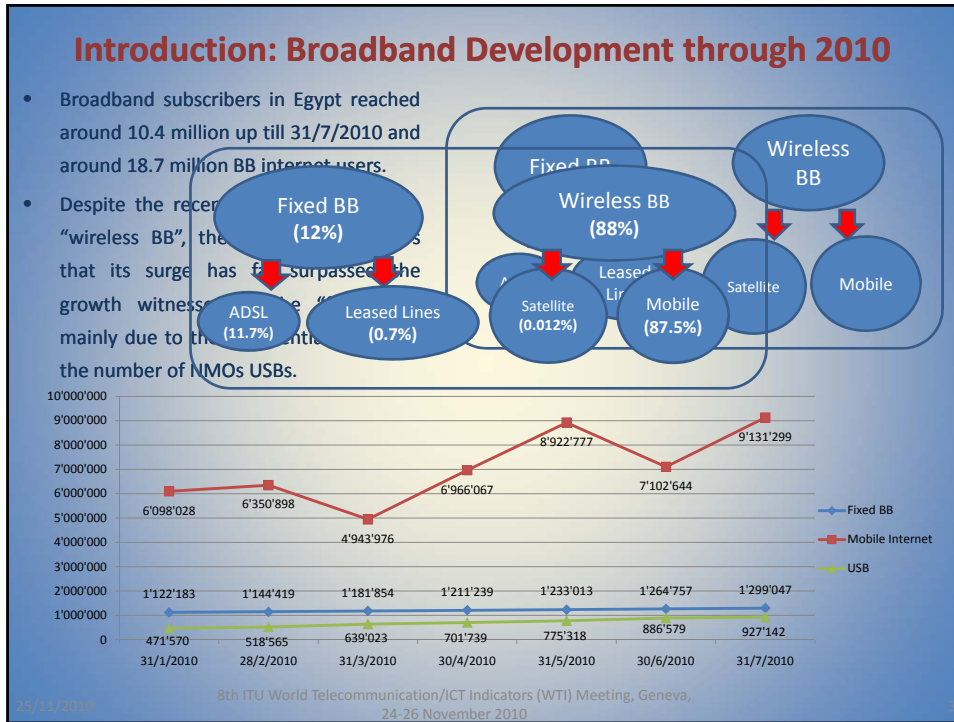 Introduction: Broadband Development through 2010
• Broadband subscribers in Egypt reached
around 10.4 million up till 31/7/2010 and
around 18.7 million BB internet users.
• Despite the
“wireless BB”, the
that its surge has surpassed the
growth
mainly due to
the number of NMOs USBs.
Fixed BB
Wireless
BB
Fixed BB
(12%)
Wireless BB
(88%)
ADSL
(11.7%)
Leased Lines
(0.7%)
Leased
Satellite
(0.012%)
Mobile
(87.5%)
Satellite
Mobile
10'000'000
9'000'000
8'000'000
7'000'000
6'000'000
5'000'000
4'000'000
3'000'000
2'000'000
1'000'000
0
6'098'028
6'350'898
4'943'976
6'966'067
8'922'777
7'102'644
9'131'299
1'122'183
1'144'419
1'181'854
1'211'239
1'233'013
1'264'757
1'299'047
471'570
518'565
639'023
701'739
775'318
886'579
927'142
31/1/2010
28/2/2010
31/3/2010
30/4/2010
31/5/2010
30/6/2010
31/7/2010
Fixed BB
Mobile Internet
USB
25/11/2010
8th ITU World Telecommunication/ICT Indicators (WTI) Meeting, Geneva,
24-26 November 2010